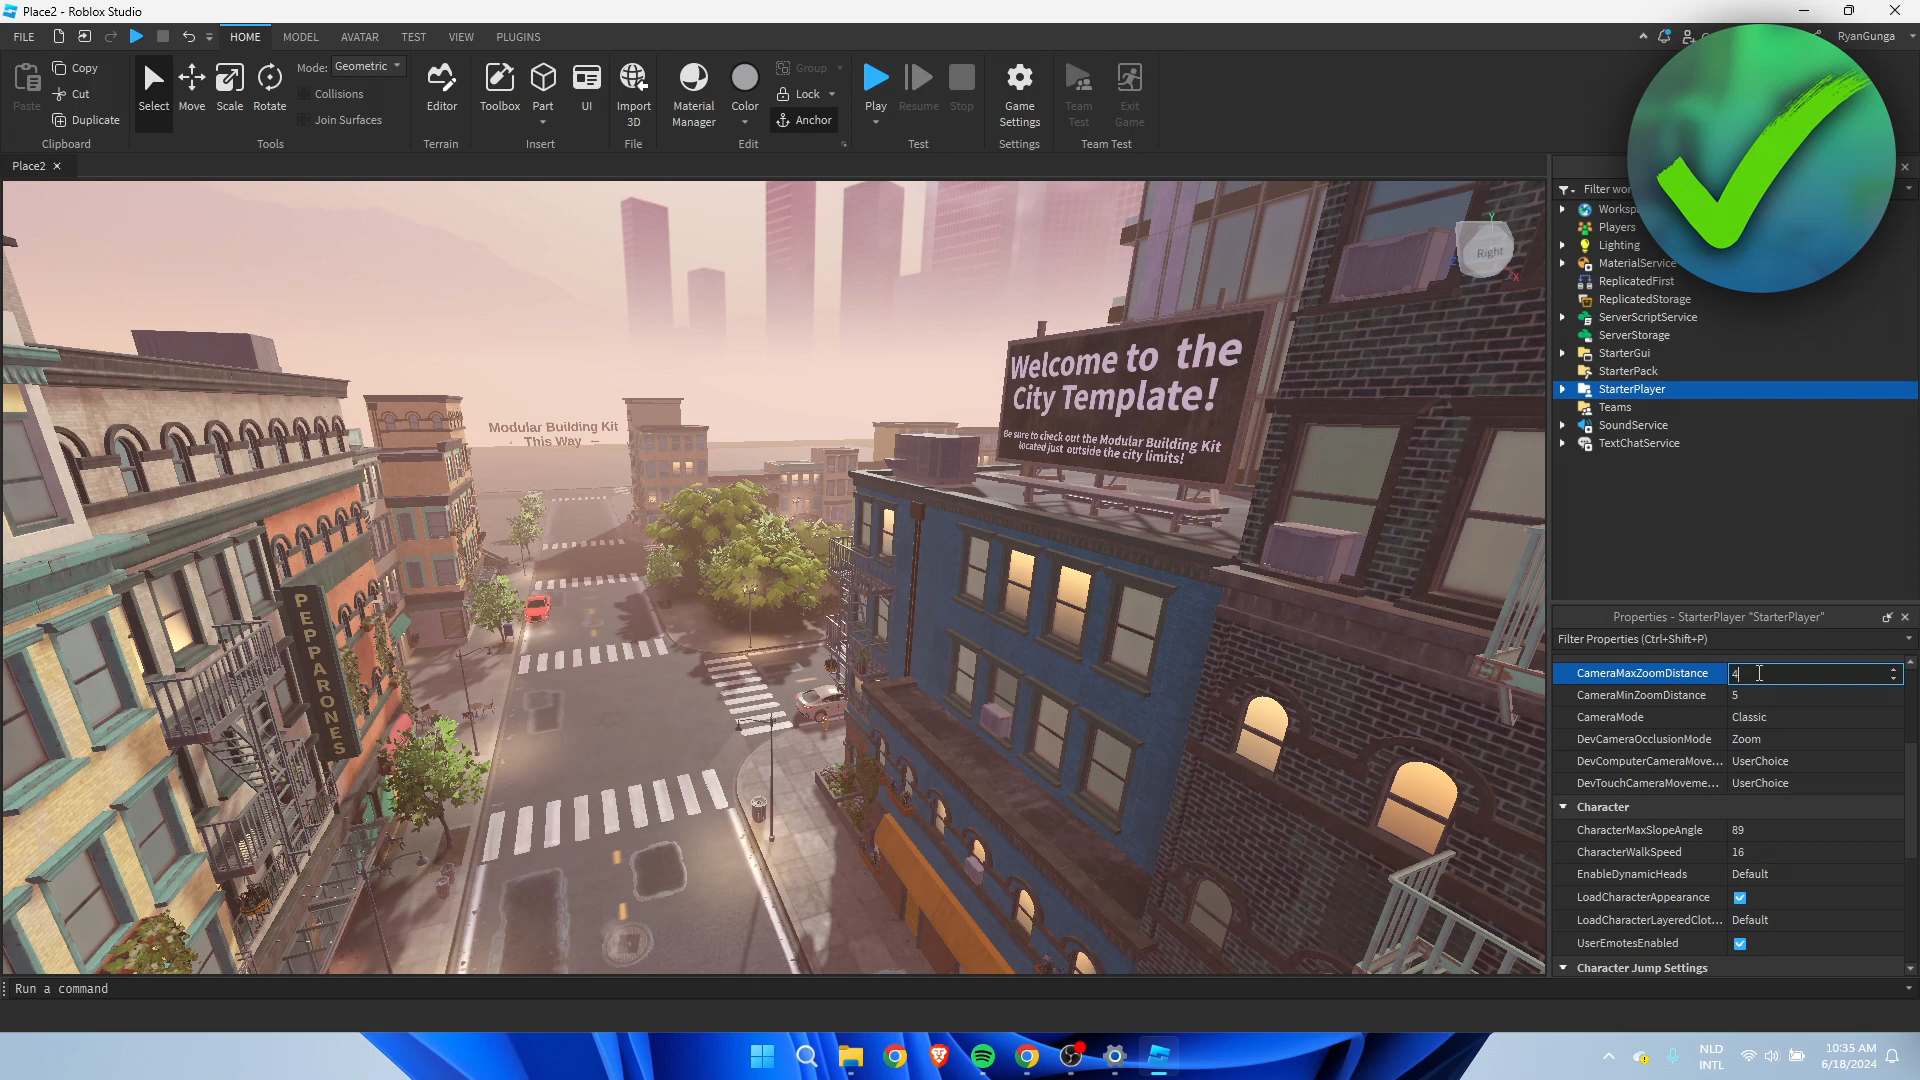 Place2 - Roblox Studio
FILE HOME MODEL AVATAR TEST VIEW PLUGINS RyanGunga
Paste Copy Cut Duplicate Clipboard
Select Move Scale Rotate Mode: Geometric Collisions Join Surfaces Tools
Editor Terrain
Toolbox Part UI Insert
Import 3D File
Material Manager Color Group Lock Anchor Edit
Play Resume Stop Test
Game Settings Settings
Team Test Exit Game Team Test
Place2
Filter
Players
Lighting
MaterialService
ReplicatedFirst
ReplicatedStorage
ServerScriptService
ServerStorage
StarterGui
StarterPack
StarterPlayer
Teams
SoundService
TextChatService
Y
Right
X
Welcome to the
City Template!
Be sure to check out the Modular Building Kit
located just outside the city limits!
Modular Building Kit
This Way
PEPPARONES
Properties - StarterPlayer "StarterPlayer"
Filter Properties (Ctrl+Shift+P)
CameraMaxZoomDistance 4
CameraMinZoomDistance 5
CameraMode Classic
DevCameraOcclusionMode Zoom
DevComputerCameraMove... UserChoice
DevTouchCameraMoveme... UserChoice
Character
CharacterMaxSlopeAngle 89
CharacterWalkSpeed 16
EnableDynamicHeads Default
LoadCharacterAppearance
LoadCharacterLayeredClot... Default
UserEmotesEnabled
Character Jump Settings
Run a command
NLD
INTL
10:35 AM
6/18/2024